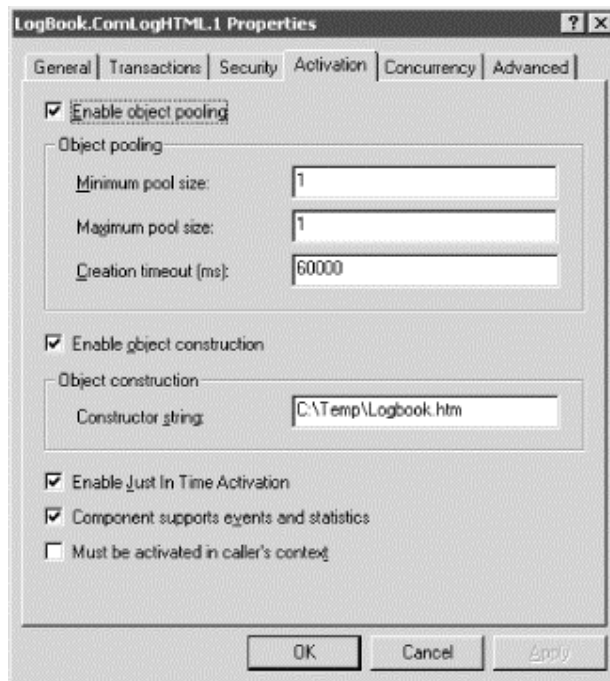 LogBook.ComLogHTML.1 Properties
General Transactions Security Activation Concurrency Advanced
Enable object pooling
Object pooling
Minimum pool size: 1
Maximum pool size: 1
Creation timeout (ms): 60000
Enable object construction
Object construction
Constructor string: C:\Temp\Logbook.htm
Enable Just In Time Activation
Component supports events and statistics
Must be activated in caller's context
OK Cancel Apply